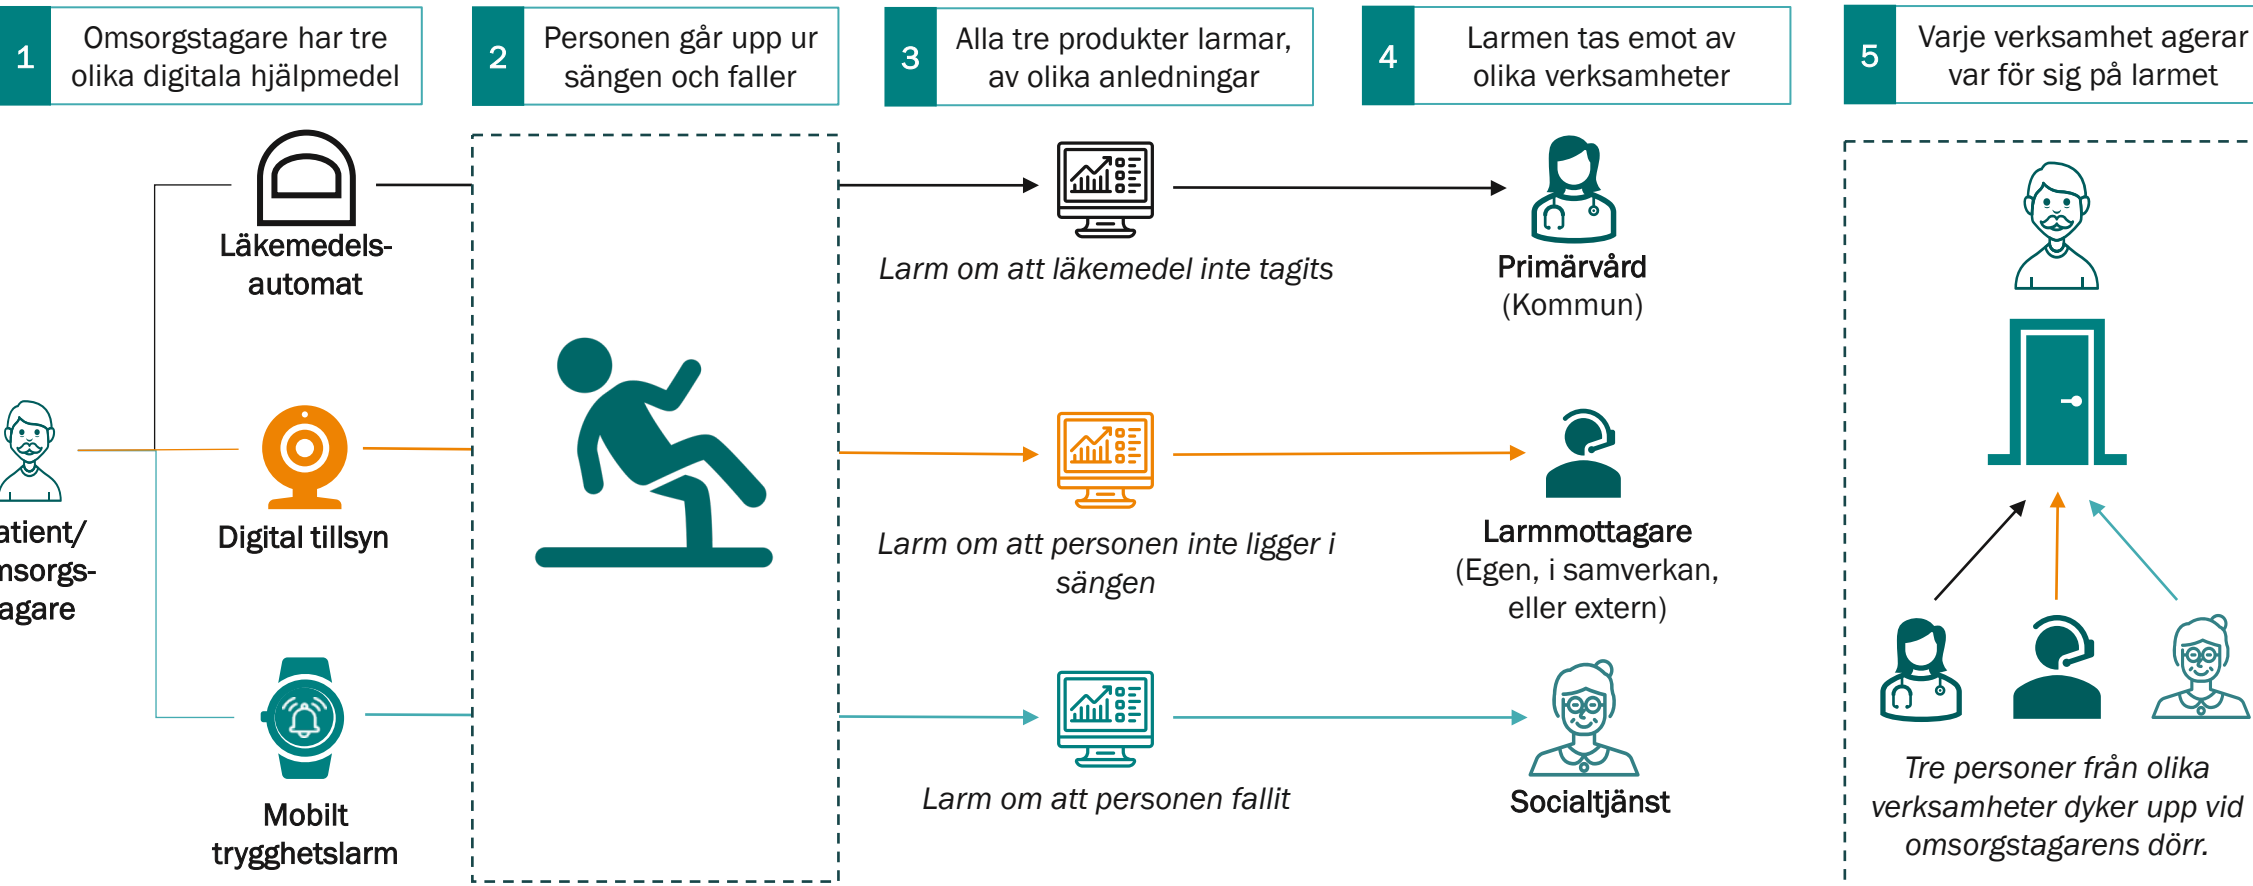 1
Omsorgstagare har tre
olika digitala hjälpmedel
2
Personen går upp ur
sängen och faller
3
Alla tre produkter larmar,
av olika anledningar
4
Larmen tas emot av
olika verksamheter
5
Varje verksamhet agerar
var för sig på larmet
Läkemedels-
automat
Larm om att läkemedel inte tagits
Primärvård
(Kommun)
atient/
msorgs-
agare
Digital tillsyn
Larm om att personen inte ligger i
sängen
Larmmottagare
(Egen, i samverkan,
eller extern)
Mobilt
trygghetslarm
Larm om att personen fallit
Socialtjänst
Tre personer från olika
verksamheter dyker upp vid
omsorgstagarens dörr.